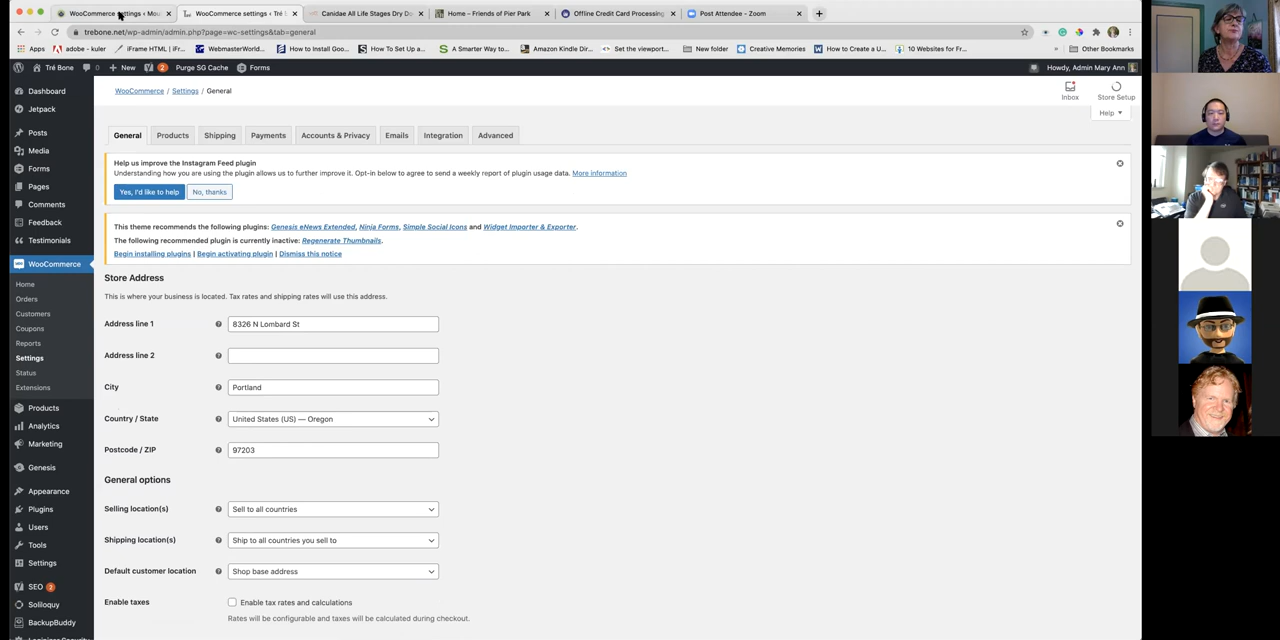 WooCommerce settings ‹ Mou
WooCommerce settings ‹ Tré
Canidae All Life Stages Dry Do
Home – Friends of Pier Park
Offline Credit Card Processing
Post Attendee - Zoom
trebone.net/wp-admin/admin.php?page=wc-settings&tab=general
Apps
adobe - kuler
iFrame HTML | iFr...
WebmasterWorld...
How to Install Goo...
How To Set up a...
A Smarter Way to...
Amazon Kindle Dir...
Set the viewport...
New folder
Creative Memories
How to Create a U...
10 Websites for Fr...
»
Other Bookmarks
Tré Bone
0
New
2
Purge SG Cache
Forms
Howdy, Admin Mary Ann
Dashboard
Jetpack
Posts
Media
Forms
Pages
Comments
Feedback
Testimonials
WooCommerce
Home
Orders
Customers
Coupons
Reports
Settings
Status
Extensions
Products
Analytics
Marketing
Genesis
Appearance
Plugins
Users
Tools
Settings
SEO 2
Soliloquy
BackupBuddy
WooCommerce / Settings / General
Inbox
Store Setup
Help
General
Products
Shipping
Payments
Accounts & Privacy
Emails
Integration
Advanced
Help us improve the Instagram Feed plugin
Understanding how you are using the plugin allows us to further improve it. Opt-in below to agree to send a weekly report of plugin usage data. More information
Yes, I'd like to help
No, thanks
This theme recommends the following plugins: Genesis eNews Extended, Ninja Forms, Simple Social Icons and Widget Importer & Exporter.
The following recommended plugin is currently inactive: Regenerate Thumbnails.
Begin installing plugins | Begin activating plugin | Dismiss this notice
Store Address
This is where your business is located. Tax rates and shipping rates will use this address.
Address line 1
8326 N Lombard St
Address line 2
City
Portland
Country / State
United States (US) — Oregon
Postcode / ZIP
97203
General options
Selling location(s)
Sell to all countries
Shipping location(s)
Ship to all countries you sell to
Default customer location
Shop base address
Enable taxes
Enable tax rates and calculations
Rates will be configurable and taxes will be calculated during checkout.